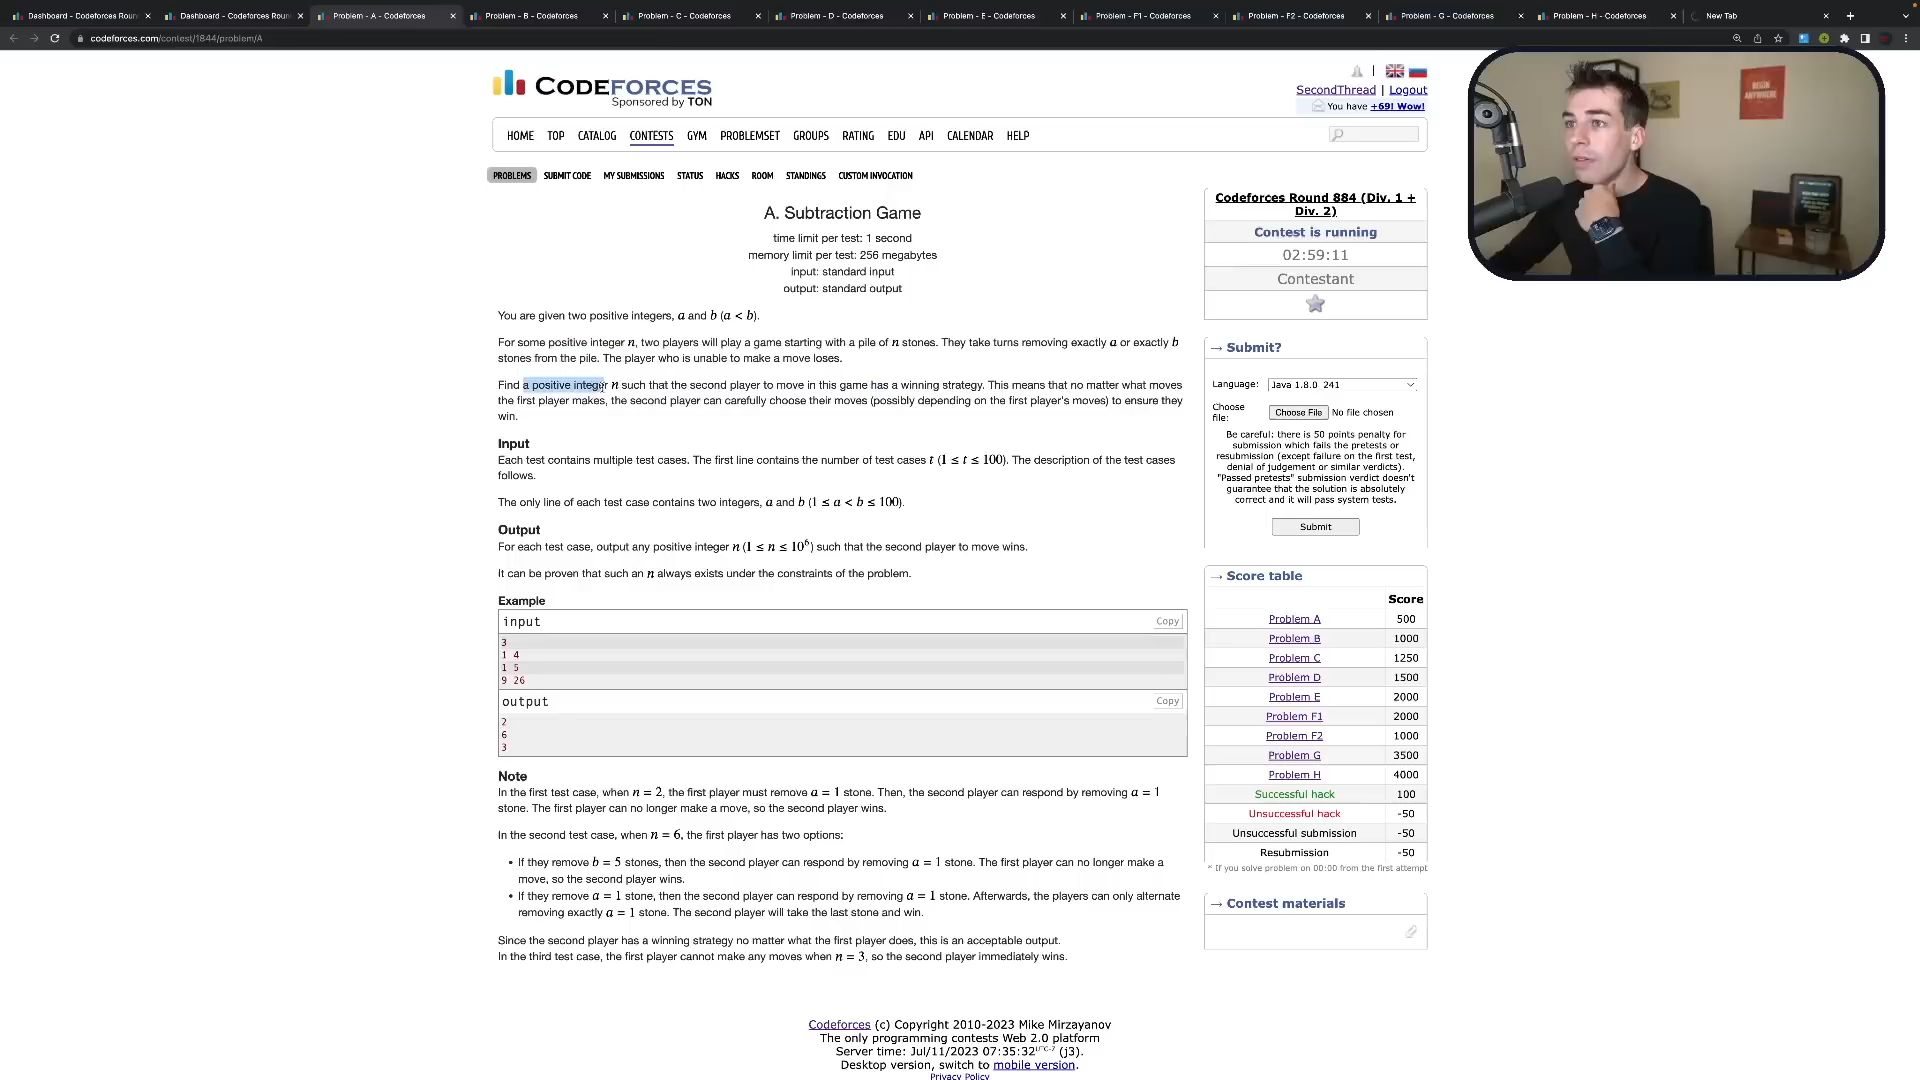 Dashboard - Codeforces Roun
Dashboard - Codeforces Roun
Problem - A - Codeforces
Problem - B - Codeforces
Problem - C - Codeforces
Problem - D - Codeforces
Problem - E - Codeforces
Problem - F1 - Codeforces
Problem - F2 - Codeforces
Problem - G - Codeforces
Problem - H - Codeforces
New Tab
codeforces.com/contest/1844/problem/A
CODEFORCES
Sponsored by TON
SecondThread | Logout
You have +69! Wow!
HOME TOP CATALOG CONTESTS GYM PROBLEMSET GROUPS RATING EDU API CALENDAR HELP
PROBLEMS SUBMIT CODE MY SUBMISSIONS STATUS HACKS ROOM STANDINGS CUSTOM INVOCATION
A. Subtraction Game
time limit per test: 1 second
memory limit per test: 256 megabytes
input: standard input
output: standard output
You are given two positive integers, a and b (a < b).
For some positive integer n, two players will play a game starting with a pile of n stones. They take turns removing exactly a or exactly b
stones from the pile. The player who is unable to make a move loses.
Find a positive integer n such that the second player to move in this game has a winning strategy. This means that no matter what moves
the first player makes, the second player can carefully choose their moves (possibly depending on the first player's moves) to ensure they
win.
Input
Each test contains multiple test cases. The first line contains the number of test cases t (1 ≤ t ≤ 100). The description of the test cases
follows.
The only line of each test case contains two integers, a and b (1 ≤ a < b ≤ 100).
Output
For each test case, output any positive integer n (1 ≤ n ≤ 10⁶) such that the second player to move wins.
It can be proven that such an n always exists under the constraints of the problem.
Example
input
Copy
3
1 4
1 5
9 26
output
Copy
2
6
3
Note
In the first test case, when n = 2, the first player must remove a = 1 stone. Then, the second player can respond by removing a = 1
stone. The first player can no longer make a move, so the second player wins.
In the second test case, when n = 6, the first player has two options:
• If they remove b = 5 stones, then the second player can respond by removing a = 1 stone. The first player can no longer make a
move, so the second player wins.
• If they remove a = 1 stone, then the second player can respond by removing a = 1 stone. Afterwards, the players can only alternate
removing exactly a = 1 stone. The second player will take the last stone and win.
Since the second player has a winning strategy no matter what the first player does, this is an acceptable output.
In the third test case, the first player cannot make any moves when n = 3, so the second player immediately wins.
Codeforces Round 884 (Div. 1 +
Div. 2)
Contest is running
02:59:11
Contestant
→ Submit?
Language: Java 1.8.0_241
Choose
file: Choose File No file chosen
Be careful: there is 50 points penalty for
submission which fails the pretests or
resubmission (except failure on the first test,
denial of judgement or similar verdicts).
"Passed pretests" submission verdict doesn't
guarantee that the solution is absolutely
correct and it will pass system tests.
Submit
→ Score table
Score
Problem A 500
Problem B 1000
Problem C 1250
Problem D 1500
Problem E 2000
Problem F1 2000
Problem F2 1000
Problem G 3500
Problem H 4000
Successful hack 100
Unsuccessful hack -50
Unsuccessful submission -50
Resubmission -50
* If you solve problem on 00:00 from the first attempt
→ Contest materials
BEGIN
ANYWHERE
Codeforces (c) Copyright 2010-2023 Mike Mirzayanov
The only programming contests Web 2.0 platform
Server time: Jul/11/2023 07:35:32 UTC-7 (j3).
Desktop version, switch to mobile version.
Privacy Policy